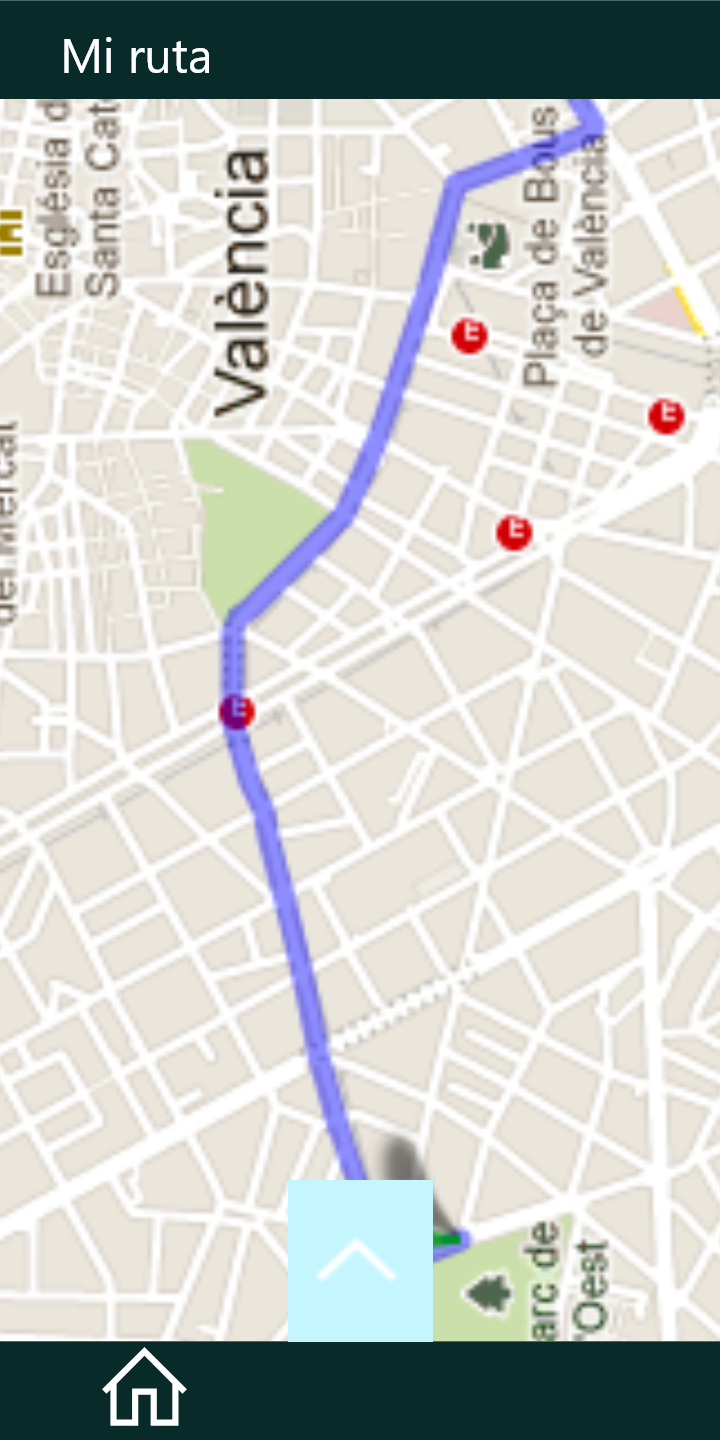 Mi ruta
Església d
Santa Cat
València
Plaça de Bous
de València
del Mercat
arc de
l'Oest